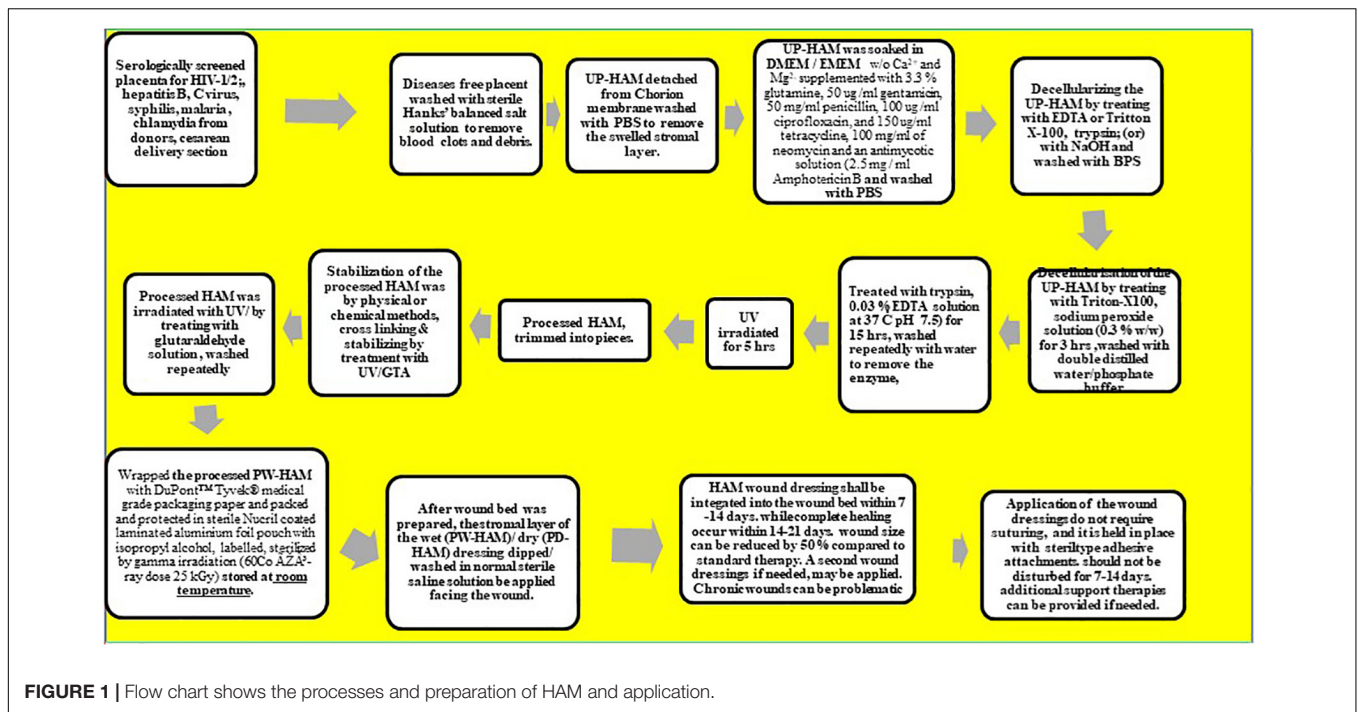 Serologically screened
placenta for HIV-1/2;,
hepatitis B, C virus,
syphilis, malaria,
chlamydia from
donors, cesarean
delivery section
Diseases free placent
washed with sterile
Hanks' balanced salt
solution to remove
blood clots and debris.
UP-HAM detached
from Chorion
membrane washed
with PBS to remove
the swelled stromal
layer.
UP-HAM was soaked in
DMEM / EMEM w/o Ca²⁺ and
Mg²⁻ supplemented with 3.3 %
glutamine, 50 ug /ml gentamicin,
50 mg/ml penicillin, 100 ug/ml
ciprofloxacin, and 150 ug/ml
tetracycline, 100 mg/ml of
neomycin and an antimycotic
solution (2.5 mg / ml
Amphotericin B and washed
with PBS
Decellularizing the
UP-HAM by treating
with EDTA or Tritton
X-100, trypsin; (or)
with NaOH and
washed with BPS
Decellularisation of the
UP-HAM by treating
with Triton-X100,
sodium peroxide
solution (0.3 % w/w)
for 3 hrs ,washed with
double distilled
water/phosphate
buffer
Treated with trypsin,
0.03 % EDTA solution
at 37 C pH 7.5) for
15 hrs, washed
repeatedly with water
to remove the
enzyme,
UV
irradiated
for 5 hrs
Processed HAM,
trimmed into pieces.
Stabilization of the
processed HAM was
by physical or
chemical methods,
cross linking &
stabilizing by
treatment with
UV/GTA
Processed HAM was
irradiated with UV/ by
treating with
glutaraldehyde
solution , washed
repeatedly
Wrapped the processed PW-HAM
with DuPont™ Tyvek® medical
grade packaging paper and packed
and protected in sterile Nucril coated
laminated aluminium foil pouch with
isopropyl alcohol, labelled, sterilized
by gamma irradiation (60Co
ray dose 25 kGy) stored at room
temperature.
After wound bed was
prepared, the stromal layer of
the wet (PW-HAM)/ dry (PD-
HAM) dressing dipped/
washed in normal sterile
saline solution be applied
facing the wound.
HAM wound dressing shall be
integated into the wound bed within 7
-14 days. while complete healing
occur within 14-21 days. wound size
can be reduced by 50 % compared to
standard therapy. A second wound
dressings if needed, may be applied.
Chronic wounds can be problematic
Application of the wound
dressings do not require
suturing, and it is held in place
with steriltype adhesive
attachments. should not be
disturbed for 7-14 days.
additional support therapies
can be provided if needed.
FIGURE 1 | Flow chart shows the processes and preparation of HAM and application.